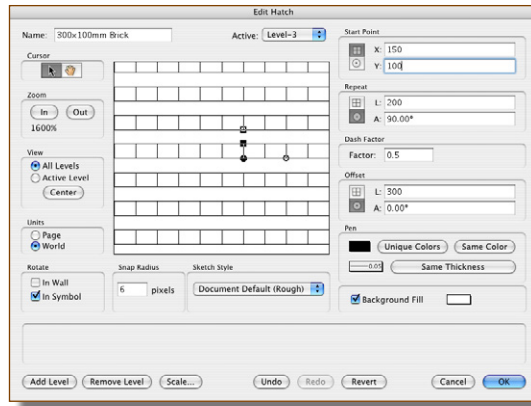 Edit Hatch
Name: 300x100mm Brick
Active: Level-3
Cursor
Zoom
In Out
1600%
View
All Levels
Active Level
Center
Units
Page
World
Rotate
In Wall
In Symbol
Snap Radius
6 pixels
Sketch Style
Document Default (Rough)
Start Point
X: 150
Y: 100
Repeat
L: 200
A: 90.00°
Dash Factor
Factor: 0.5
Offset
L: 300
A: 0.00°
Pen
Unique Colors Same Color
0.05 Same Thickness
Background Fill
Add Level Remove Level Scale... Undo Redo Revert Cancel OK